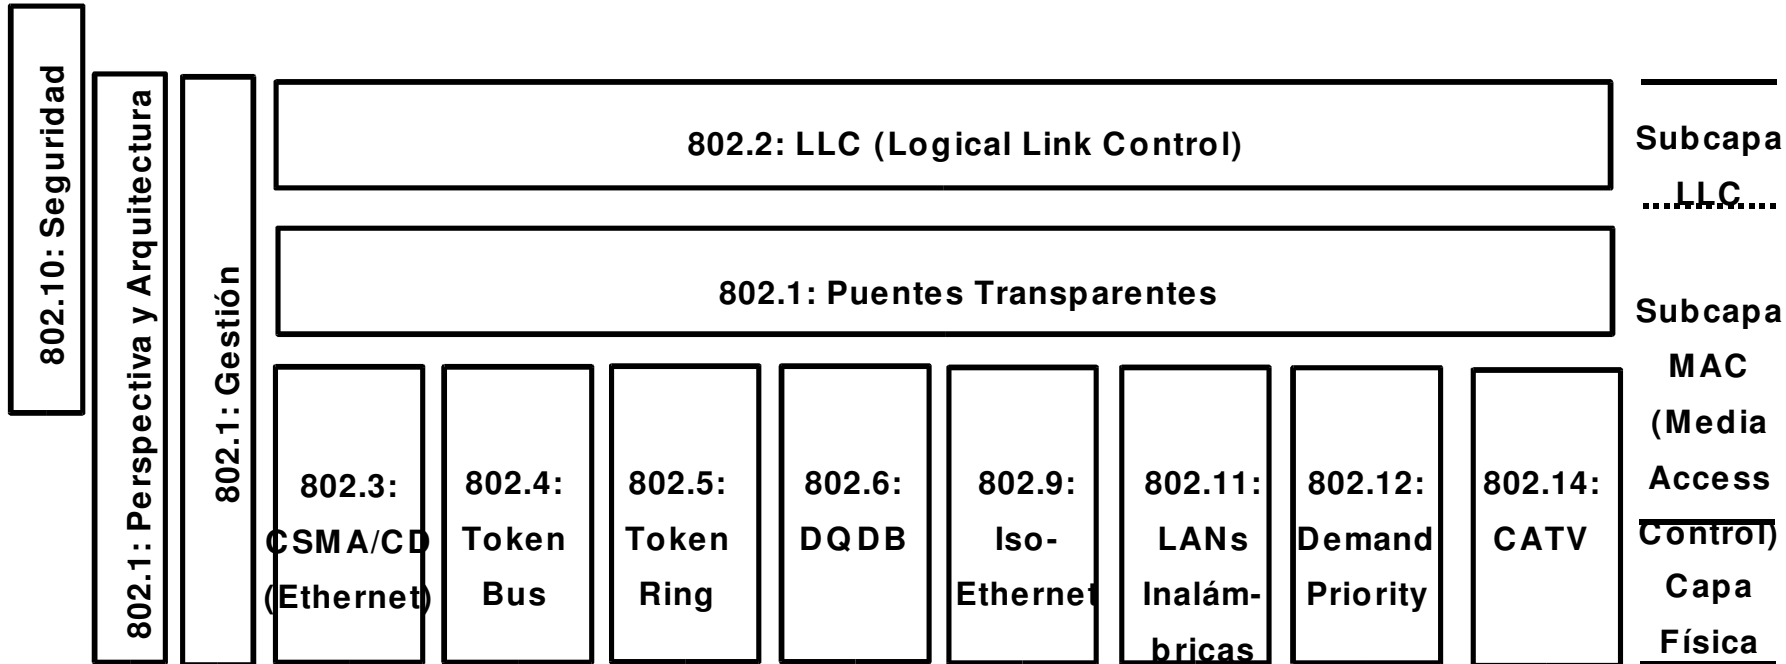 802.10: Seguridad
802.1: Perspectiva y Arquitectura
802.1: Gestión
802.2: LLC (Logical Link Control)
802.1: Puentes Transparentes
802.3:
CSMA/CD
(Ethernet)
802.4:
Token
Bus
802.5:
Token
Ring
802.6:
DQDB
802.9:
Iso-
Ethernet
802.11:
LANs
Inalám-
bricas
802.12:
Demand
Priority
802.14:
CATV
Subcapa
LLC
Subcapa
MAC
(Media
Access
Control)
Capa
Física